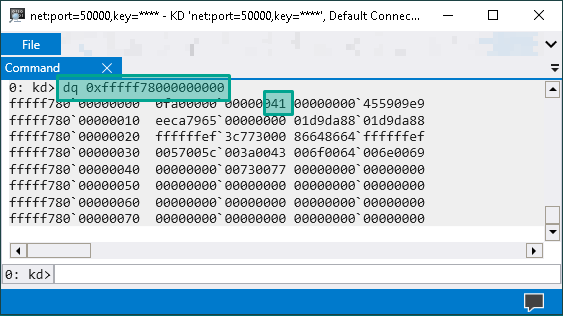 net:port=50000,key=**** - KD 'net:port=50000,key=****', Default Connec...
File
Command
0: kd> dq 0xfffff78000000000
fffff780`00000000 0fa00000`00000041 00000000`455909e9
fffff780`00000010 eeca7965`00000000 01d9da88`01d9da88
fffff780`00000020 ffffffef`3c773000 86648664`ffffffef
fffff780`00000030 0057005c`003a0043 006f0064`006e0069
fffff780`00000040 00000000`00730077 00000000`00000000
fffff780`00000050 00000000`00000000 00000000`00000000
fffff780`00000060 00000000`00000000 00000000`00000000
fffff780`00000070 00000000`00000000 00000000`00000000
0: kd>